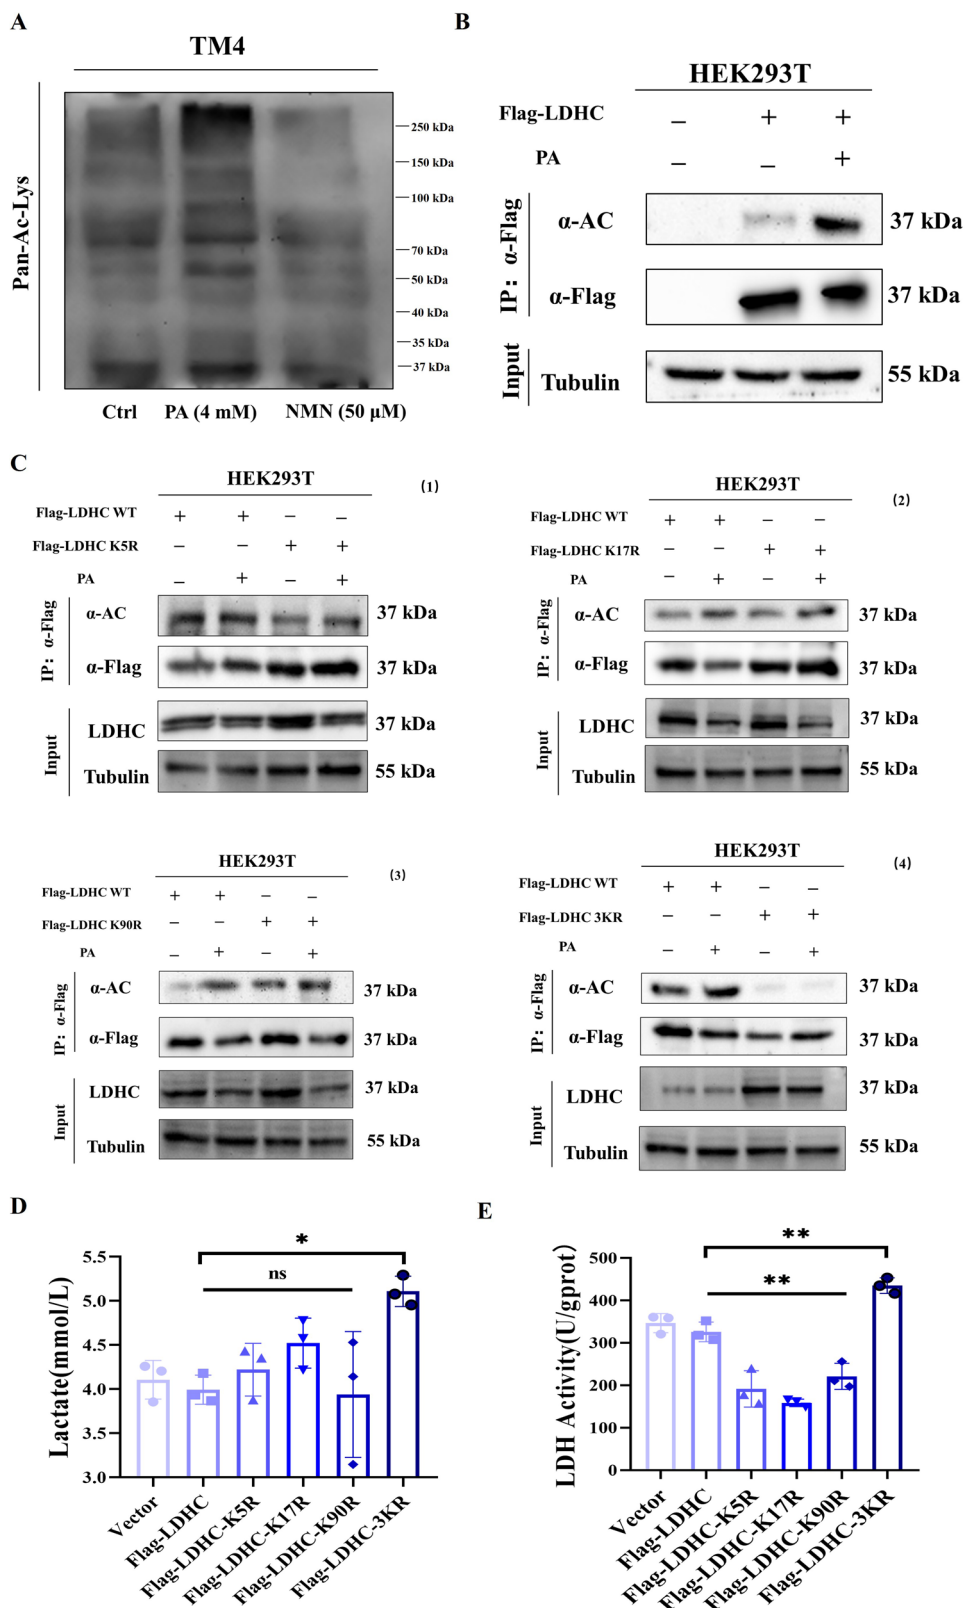 A
TM4
Pan-Ac-Lys
250 kDa
150 kDa
100 kDa
70 kDa
50 kDa
40 kDa
35 kDa
37 kDa
Ctrl PA (4 mM) NMN (50 μM)
B
HEK293T
Flag-LDHC − + +
PA − − +
IP: α-Flag
α-AC 37 kDa
α-Flag 37 kDa
Input
Tubulin 55 kDa
C
HEK293T (1)
Flag-LDHC WT + + − −
Flag-LDHC K5R − − + +
PA − + − +
IP: α-Flag
α-AC 37 kDa
α-Flag 37 kDa
Input
LDHC 37 kDa
Tubulin 55 kDa
HEK293T (2)
Flag-LDHC WT + + − −
Flag-LDHC K17R − − + +
PA − + − +
IP: α-Flag
α-AC 37 kDa
α-Flag 37 kDa
Input
LDHC 37 kDa
Tubulin 55 kDa
HEK293T (3)
Flag-LDHC WT + + − −
Flag-LDHC K90R − − + +
PA − + − +
IP: α-Flag
α-AC 37 kDa
α-Flag 37 kDa
Input
LDHC 37 kDa
Tubulin 55 kDa
HEK293T (4)
Flag-LDHC WT + + − −
Flag-LDHC 3KR − − + +
PA − + − +
IP: α-Flag
α-AC 37 kDa
α-Flag 37 kDa
Input
LDHC 37 kDa
Tubulin 55 kDa
D
Lactate(mmol/L)
5.5
5.0
4.5
4.0
3.5
3.0
*
ns
Vector
Flag-LDHC
Flag-LDHC-K5R
Flag-LDHC-K17R
Flag-LDHC-K90R
Flag-LDHC-3KR
E
LDH Activity(U/gprot)
500
400
300
200
100
0
**
**
Vector
Flag-LDHC
Flag-LDHC-K5R
Flag-LDHC-K17R
Flag-LDHC-K90R
Flag-LDHC-3KR